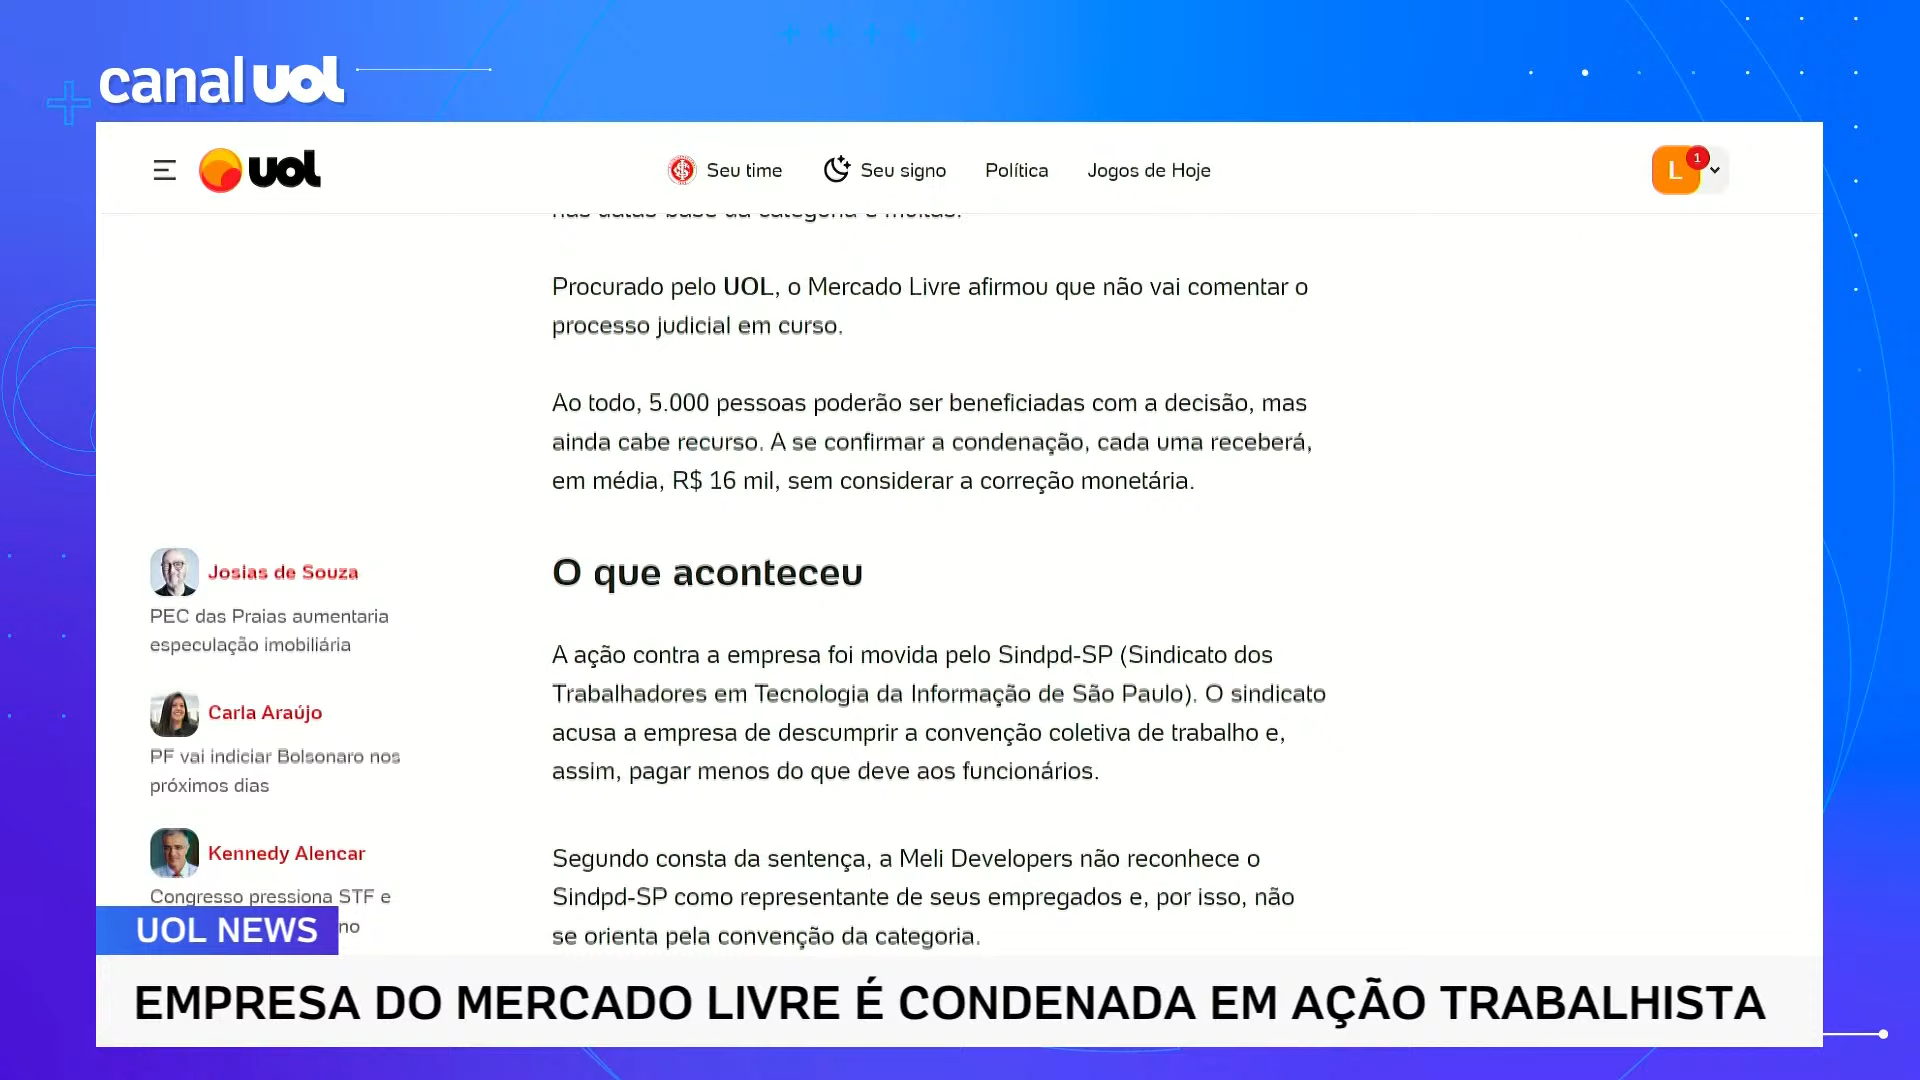 canal uol
uol
Seu time
Seu signo
Política
Jogos de Hoje
L
1
nas datas-base da categoria e multas.
Procurado pelo UOL, o Mercado Livre afirmou que não vai comentar o
processo judicial em curso.
Ao todo, 5.000 pessoas poderão ser beneficiadas com a decisão, mas
ainda cabe recurso. A se confirmar a condenação, cada uma receberá,
em média, R$ 16 mil, sem considerar a correção monetária.
O que aconteceu
A ação contra a empresa foi movida pelo Sindpd-SP (Sindicato dos
Trabalhadores em Tecnologia da Informação de São Paulo). O sindicato
acusa a empresa de descumprir a convenção coletiva de trabalho e,
assim, pagar menos do que deve aos funcionários.
Segundo consta da sentença, a Meli Developers não reconhece o
Sindpd-SP como representante de seus empregados e, por isso, não
se orienta pela convenção da categoria.
Josias de Souza
PEC das Praias aumentaria
especulação imobiliária
Carla Araújo
PF vai indiciar Bolsonaro nos
próximos dias
Kennedy Alencar
Congresso pressiona STF e
no
UOL NEWS
EMPRESA DO MERCADO LIVRE É CONDENADA EM AÇÃO TRABALHISTA